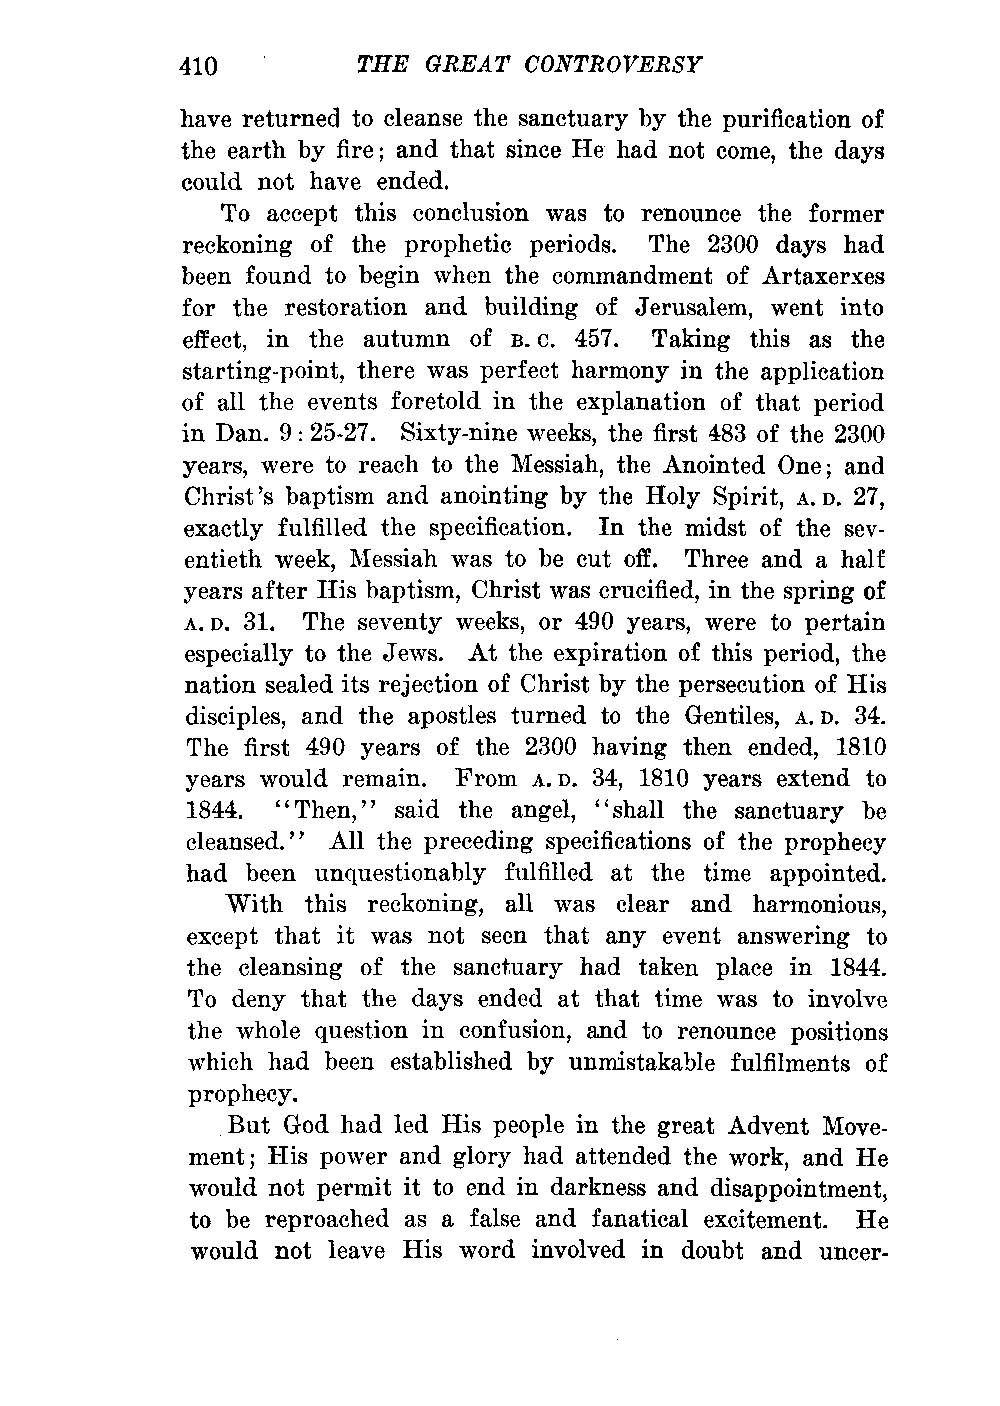 410 THE GREAT CONTROVERSY
have returned to cleanse the sanctuary by the purification of
the earth by fire; and that since He had not come, the days
could not have ended.
To accept this conclusion was to renounce the former
reckoning of the prophetic periods. The 2300 days had
been found to begin when the commandment of Artaxerxes
for the restoration and building of Jerusalem, went into
effect, in the autumn of B. C. 457. Taking this as the
starting-point, there was perfect harmony in the application
of all the events foretold in the explanation of that period
in Dan. 9 : 25-27. Sixty-nine weeks, the first 483 of the 2300
years, were to reach to the Messiah, the Anointed One; and
Christ's baptism and anointing by the Holy Spirit, A. D. 27,
exactly fulfilled the specification. In the midst of the sev-
entieth week, Messiah was to be cut off. Three and a half
years after His baptism, Christ was crucified, in the spring of
A. D. 31. The seventy weeks, or 490 years, were to pertain
especially to the Jews. At the expiration of this period, the
nation sealed its rejection of Christ by the persecution of His
disciples, and the apostles turned to the Gentiles, A. D. 34.
The first 490 years of the 2300 having then ended, 1810
years would remain. From A. D. 34, 1810 years extend to
1844. "Then," said the angel, "shall the sanctuary be
cleansed." All the preceding specifications of the prophecy
had been unquestionably fulfilled at the time appointed.
With this reckoning, all was clear and harmonious,
except that it was not seen that any event answering to
the cleansing of the sanctuary had taken place in 1844.
To deny that the days ended at that time was to involve
the whole question in confusion, and to renounce positions
which had been established by unmistakable fulfilments of
prophecy.
But God had led His people in the great Advent Move-
ment; His power and glory had attended the work, and He
would not permit it to end in darkness and disappointment,
to be reproached as a false and fanatical excitement. He
would not leave His word involved in doubt and uncer-